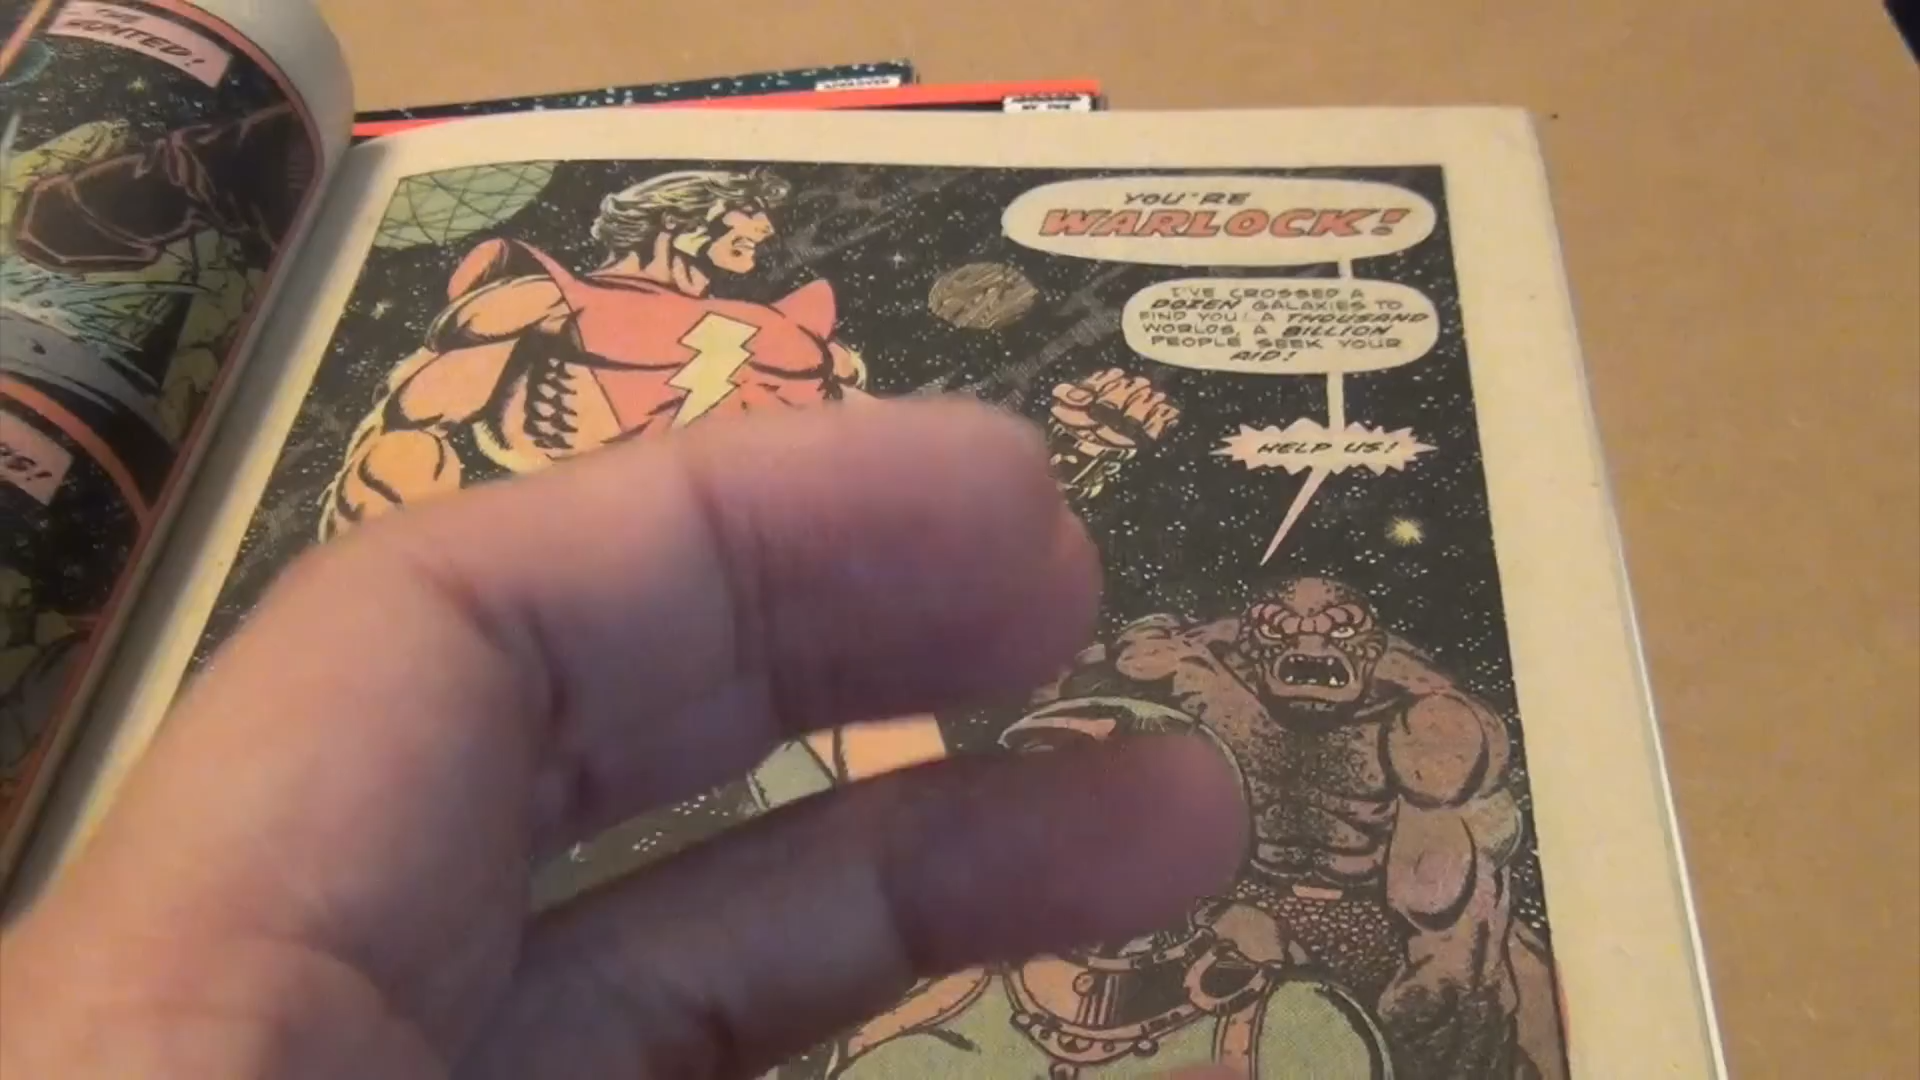 YOU'RE
WARLOCK!
I'VE CROSSED A
DOZEN GALAXIES TO
FIND YOU! A THOUSAND
WORLDS, A BILLION
PEOPLE SEEK YOUR
AID!
HELP US!